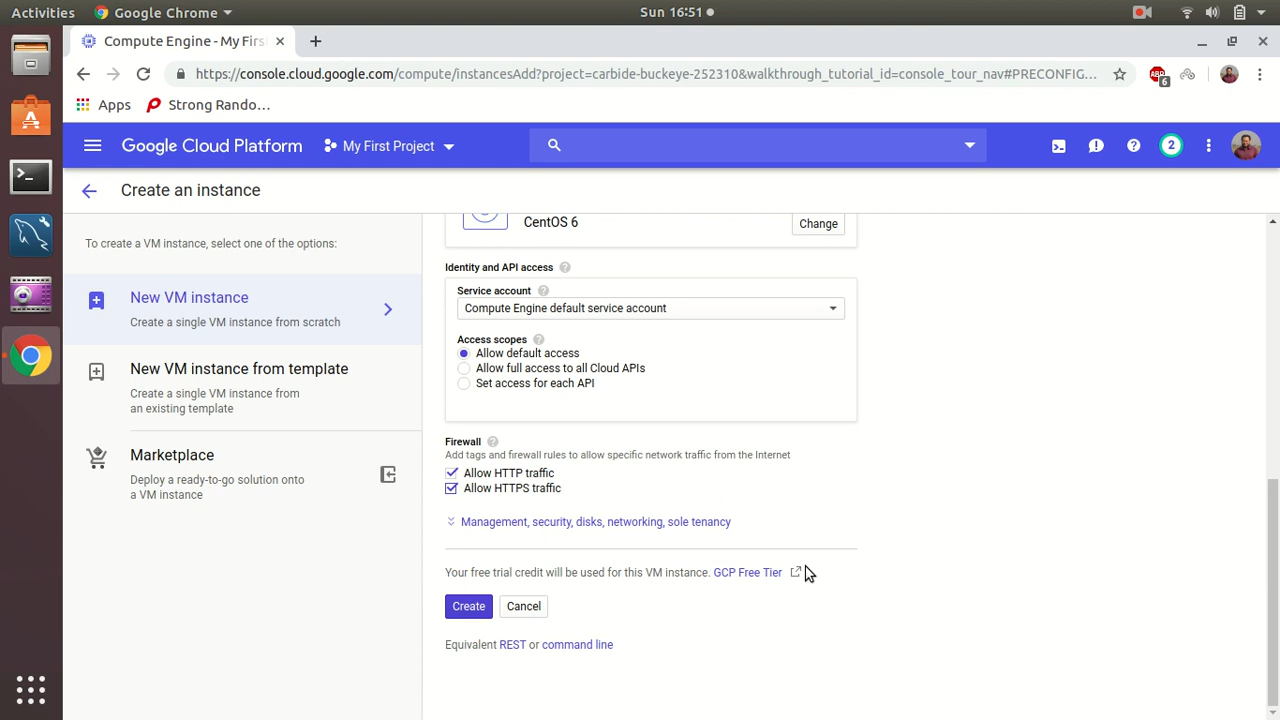 Activities
Google Chrome
Sun 16:51
Compute Engine - My Firs
https://console.cloud.google.com/compute/instancesAdd?project=carbide-buckeye-252310&walkthrough_tutorial_id=console_tour_nav#PRECONFIG...
ABP
6
Apps
Strong Rando...
Google Cloud Platform
My First Project
2
Create an instance
To create a VM instance, select one of the options:
New VM instance
Create a single VM instance from scratch
New VM instance from template
Create a single VM instance from
an existing template
Marketplace
Deploy a ready-to-go solution onto
a VM instance
CentOS 6
Change
Identity and API access
Service account
Compute Engine default service account
Access scopes
Allow default access
Allow full access to all Cloud APIs
Set access for each API
Firewall
Add tags and firewall rules to allow specific network traffic from the Internet
Allow HTTP traffic
Allow HTTPS traffic
Management, security, disks, networking, sole tenancy
Your free trial credit will be used for this VM instance. GCP Free Tier
Create
Cancel
Equivalent REST or command line